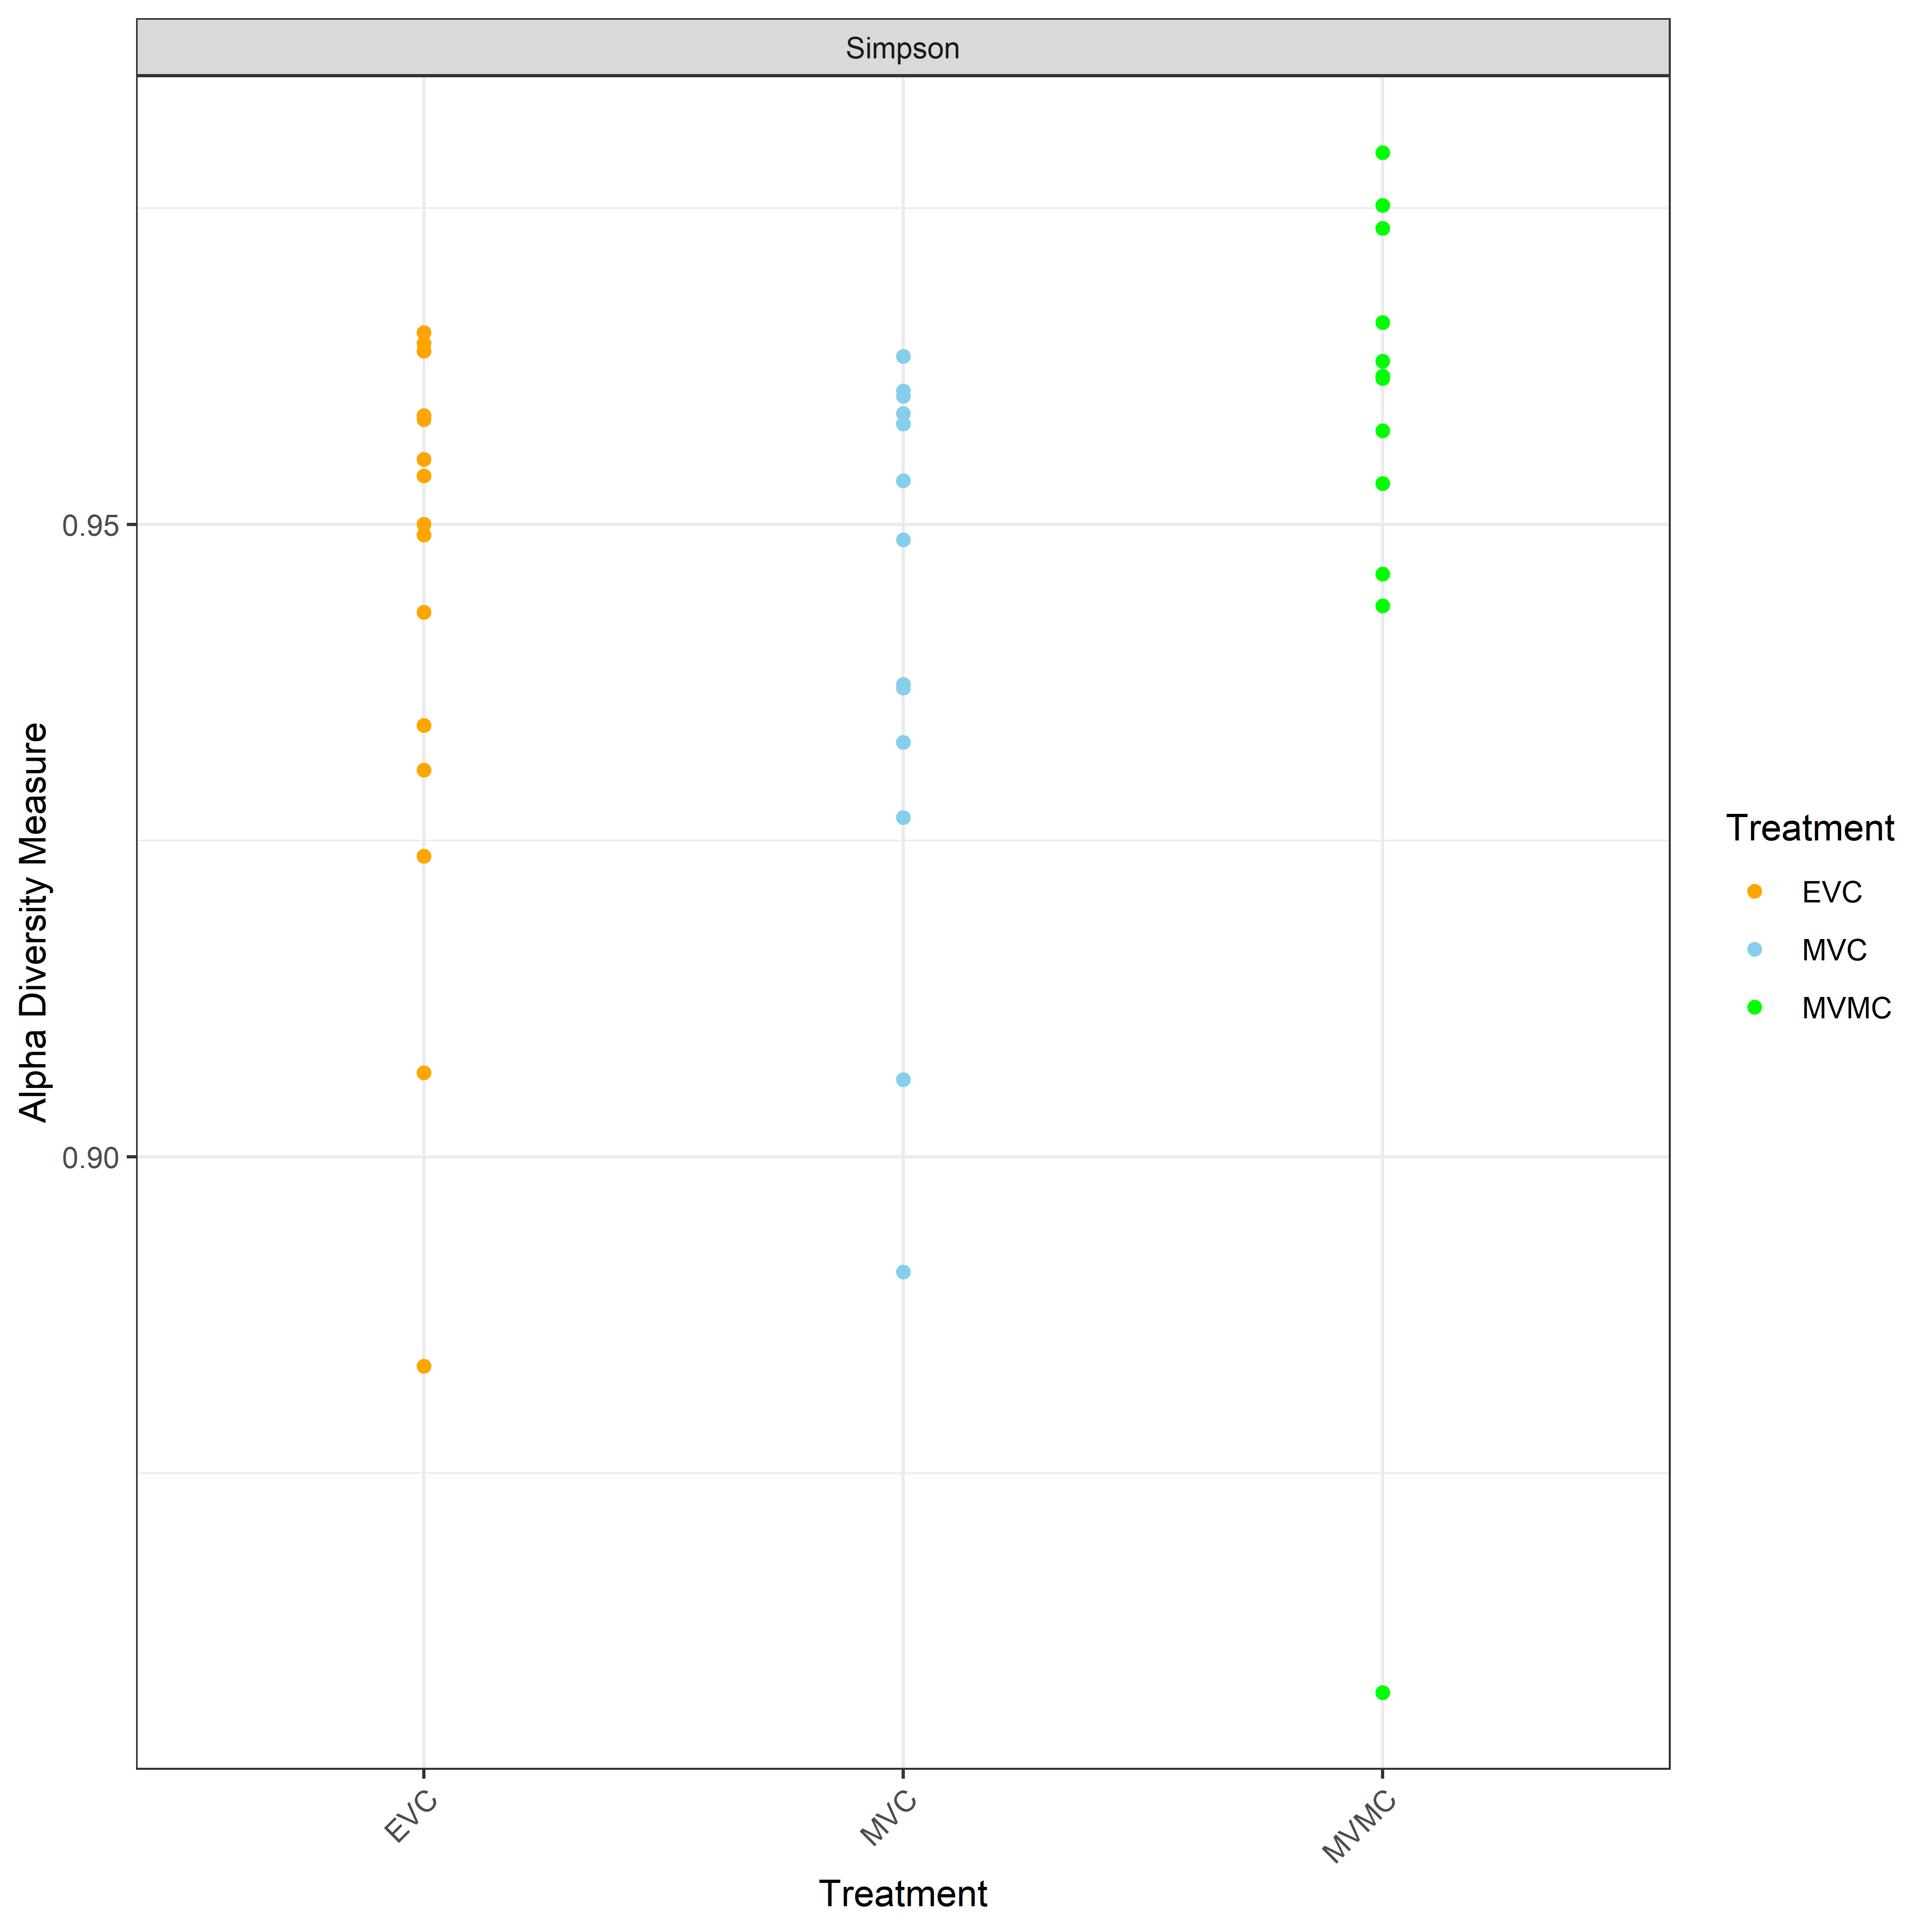 Simpson
Alpha Diversity Measure
0.95
0.90
EVC
MVC
MVMC
Treatment
Treatment
EVC
MVC
MVMC